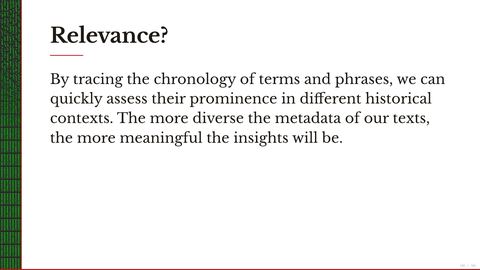 Relevance?
By tracing the chronology of terms and phrases, we can
quickly assess their prominence in different historical
contexts. The more diverse the metadata of our texts,
the more meaningful the insights will be.